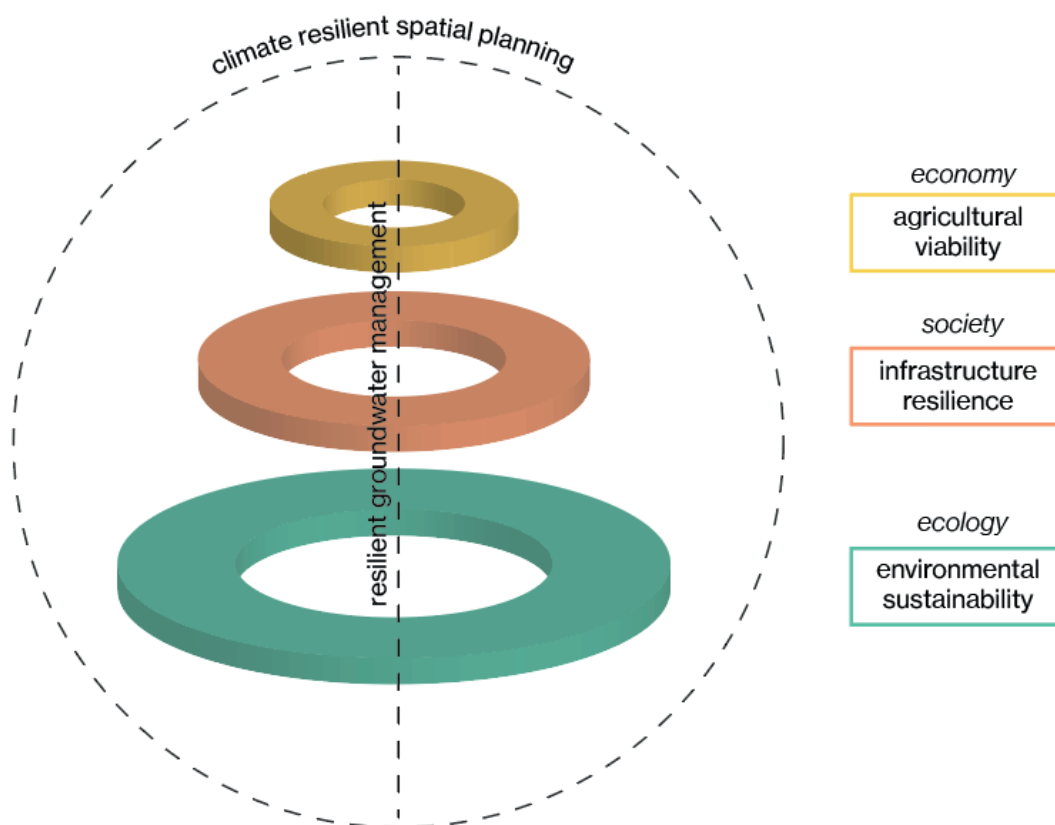 climate resilient spatial planning
resilient groundwater management
economy
agricultural
viability
society
infrastructure
resilience
ecology
environmental
sustainability